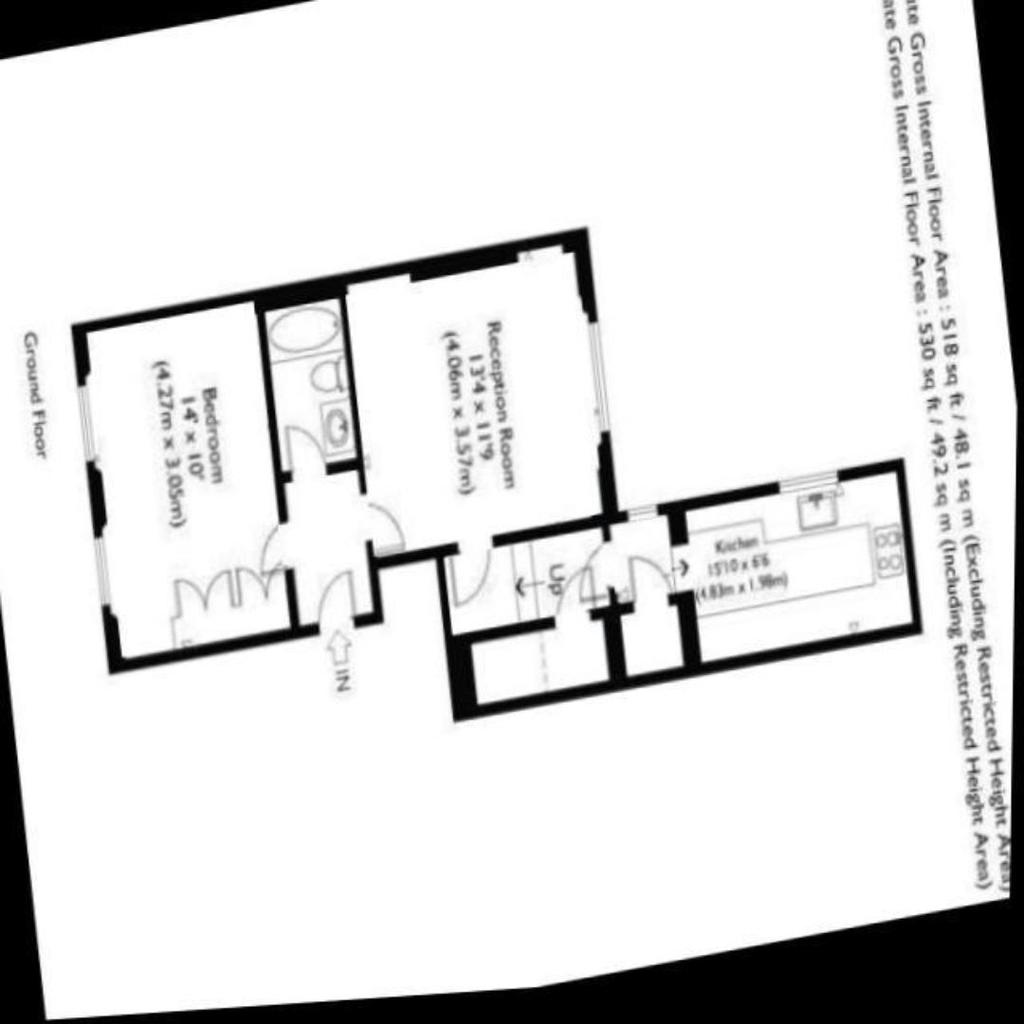 ate Gross Internal Floor Area : 518 sq ft / 48.1 sq m (Excluding Restricted Height Area)
ate Gross Internal Floor Area : 530 sq ft / 49.2 sq m (Including Restricted Height Area)
Kitchen
15'10 x 6'6
(4.83m x 1.98m)
Up
Reception Room
13'4 x 11'9
(4.06m x 3.57m)
IN
Bedroom
14' x 10'
(4.27m x 3.05m)
Ground Floor